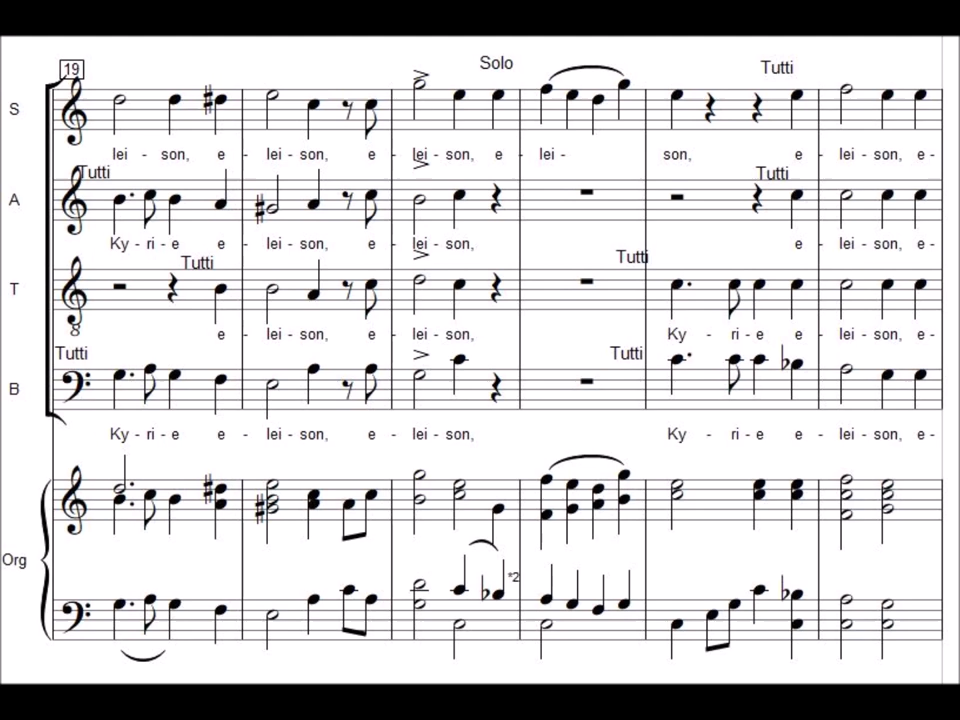 19
Solo
Tutti
S
lei - son, e - lei - son, e - lei - son, e - lei - son, e - lei - son, e -
Tutti
Tutti
A
Ky - ri - e e - lei - son, e - lei - son, e - lei - son, e -
Tutti
Tutti
T
8
e - lei - son, e - lei - son, Ky - ri - e e - lei - son, e -
Tutti
Tutti
B
Ky - ri - e e - lei - son, e - lei - son, Ky - ri - e e - lei - son, e -
Org
*2